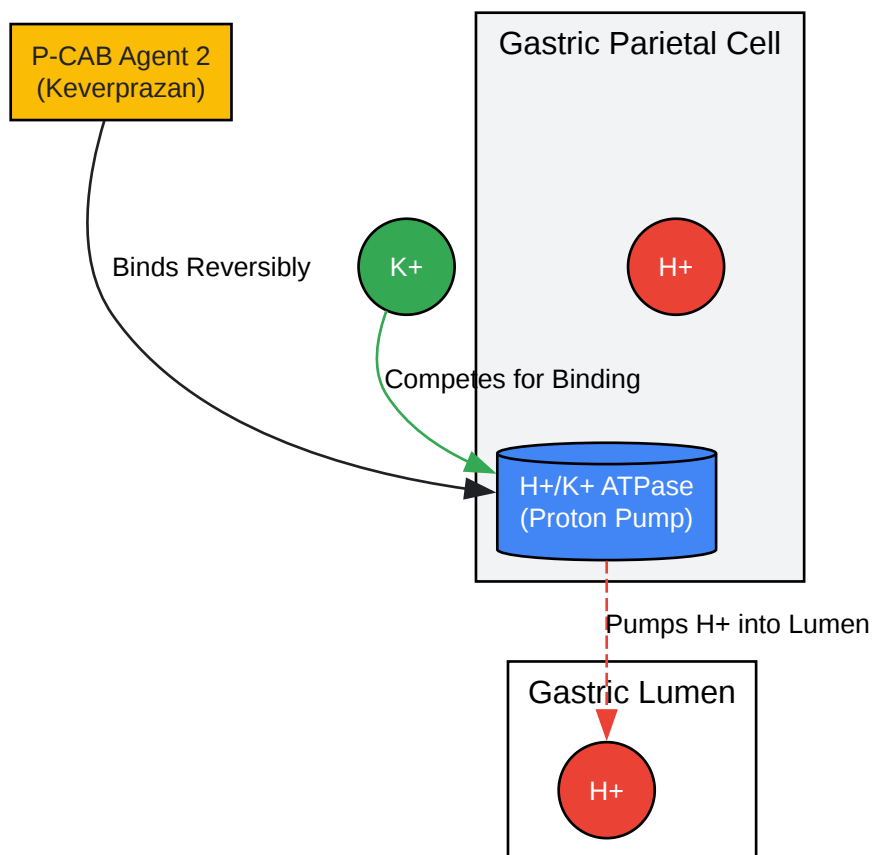 P-CAB Agent 2
(Keverprazan)
Gastric Parietal Cell
Binds Reversibly
K+
H+
Competes for Binding
H+/K+ ATPase
(Proton Pump)
Pumps H+ into Lumen
Gastric Lumen
H+